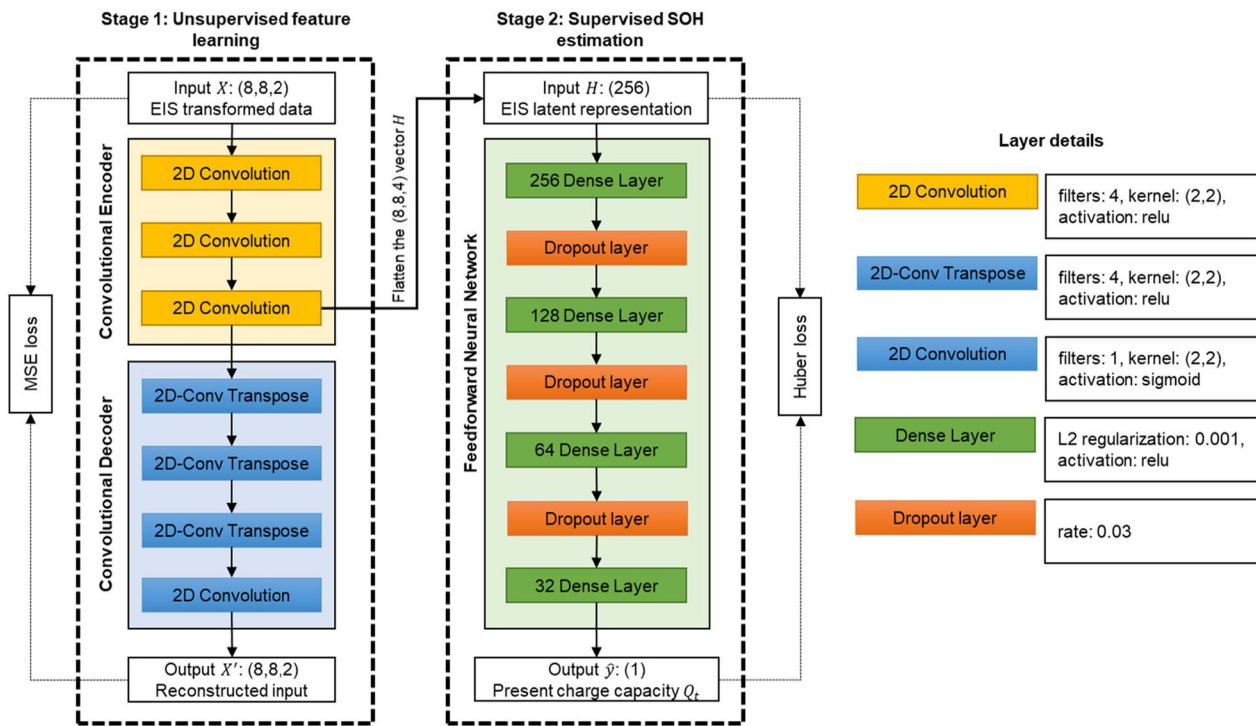 Stage 1: Unsupervised feature
learning
Input X: (8,8,2)
EIS transformed data
Convolutional Encoder
2D Convolution
2D Convolution
2D Convolution
Convolutional Decoder
2D-Conv Transpose
2D-Conv Transpose
2D-Conv Transpose
2D Convolution
Output X′: (8,8,2)
Reconstructed input
MSE loss
Flatten the (8,8,4) vector H
Stage 2: Supervised SOH
estimation
Input H: (256)
EIS latent representation
Feedforward Neural Network
256 Dense Layer
Dropout layer
128 Dense Layer
Dropout layer
64 Dense Layer
Dropout layer
32 Dense Layer
Output ŷ: (1)
Present charge capacity Qₜ
Huber loss
Layer details
2D Convolution
filters: 4, kernel: (2,2),
activation: relu
2D-Conv Transpose
filters: 4, kernel: (2,2),
activation: relu
2D Convolution
filters: 1, kernel: (2,2),
activation: sigmoid
Dense Layer
L2 regularization: 0.001,
activation: relu
Dropout layer
rate: 0.03